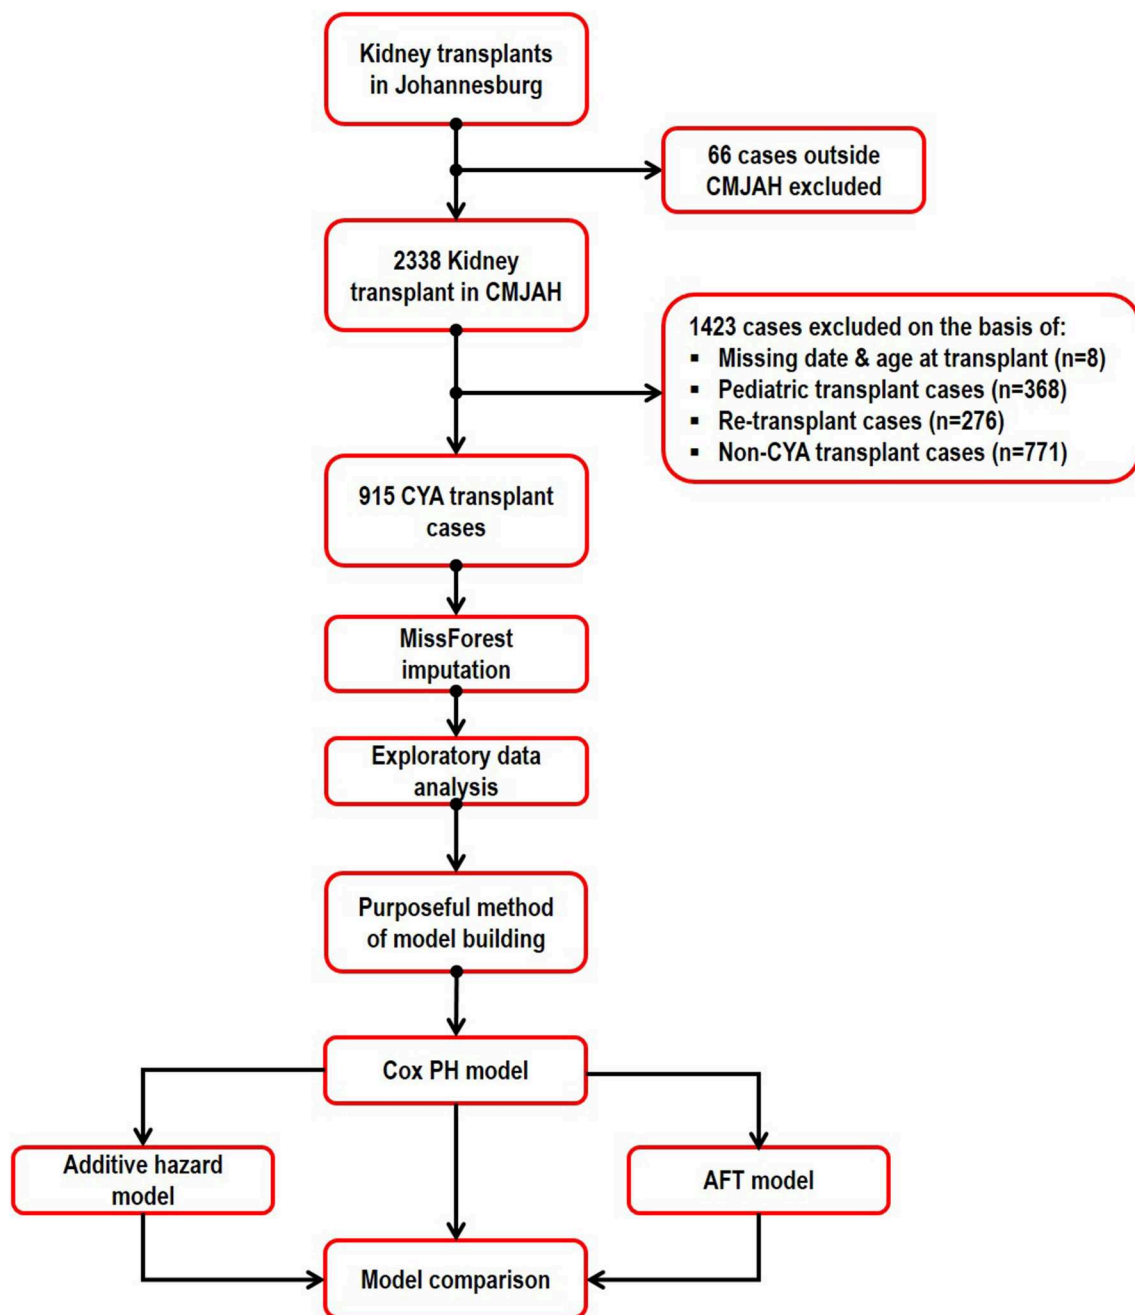 Kidney transplants
in Johannesburg
66 cases outside
CMJAH excluded
2338 Kidney
transplant in CMJAH
1423 cases excluded on the basis of:
▪ Missing date & age at transplant (n=8)
▪ Pediatric transplant cases (n=368)
▪ Re-transplant cases (n=276)
▪ Non-CYA transplant cases (n=771)
915 CYA transplant
cases
MissForest
imputation
Exploratory data
analysis
Purposeful method
of model building
Cox PH model
Additive hazard
model
AFT model
Model comparison